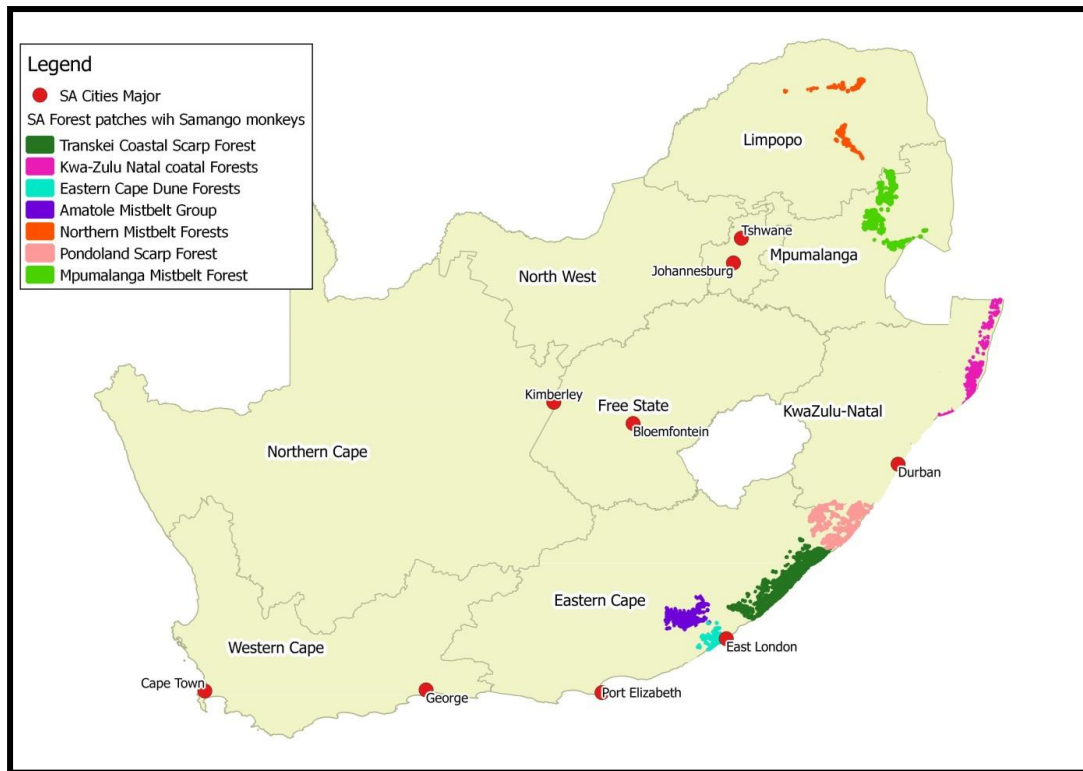 Legend
SA Cities Major
SA Forest patches wih Samango monkeys
Transkei Coastal Scarp Forest
Kwa-Zulu Natal coatal Forests
Eastern Cape Dune Forests
Amatole Mistbelt Group
Northern Mistbelt Forests
Pondoland Scarp Forest
Mpumalanga Mistbelt Forest
Limpopo
Tshwane
Mpumalanga
Johannesburg
North West
Kimberley
Free State
Bloemfontein
KwaZulu-Natal
Northern Cape
Durban
Eastern Cape
East London
Western Cape
Cape Town
George
Port Elizabeth